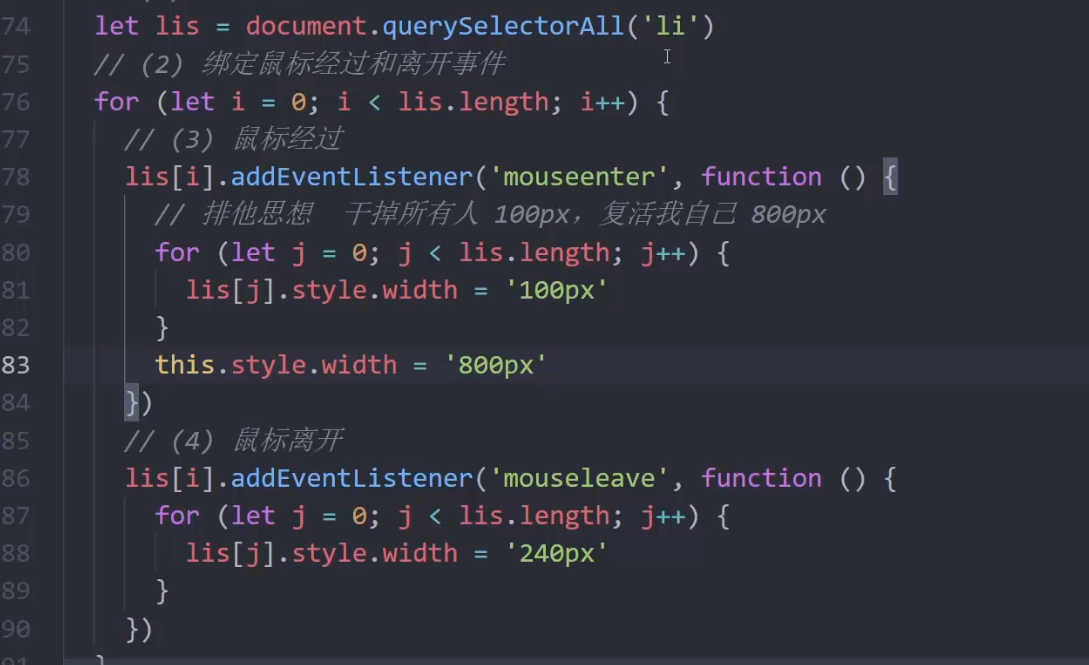 74 let lis = document.querySelectorAll('li')
75 // (2) 绑定鼠标经过和离开事件
76 for (let i = 0; i < lis.length; i++) {
77 // (3) 鼠标经过
78 lis[i].addEventListener('mouseenter', function () {
79 // 排他思想 干掉所有人 100px，复活我自己 800px
80 for (let j = 0; j < lis.length; j++) {
81 lis[j].style.width = '100px'
82 }
83 this.style.width = '800px'
84 })
85 // (4) 鼠标离开
86 lis[i].addEventListener('mouseleave', function () {
87 for (let j = 0; j < lis.length; j++) {
88 lis[j].style.width = '240px'
89 }
90 })
91 }